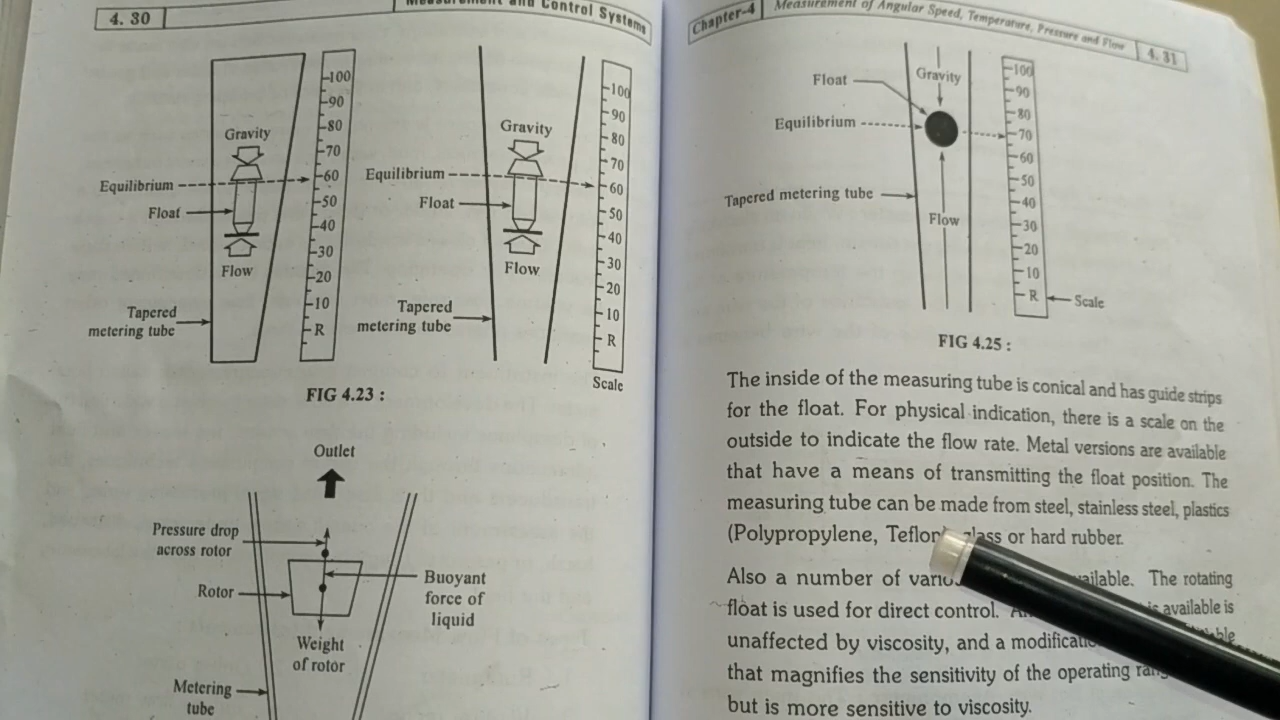 4. 30
Measurement and Control Systems
Gravity
Equilibrium
Float
Flow
Tapered
metering tube
100
90
80
70
60
50
40
30
20
10
R
Gravity
Equilibrium
Float
Flow
Tapered
metering tube
100
90
80
70
60
50
40
30
20
10
R
Scale
FIG 4.23 :
Outlet
Pressure drop
across rotor
Rotor
Buoyant
force of
liquid
Weight
of rotor
Metering
tube
Chapter-4
Measurement of Angular Speed, Temperature, Pressure and Flow
4. 31
Float
Gravity
Equilibrium
Tapered metering tube
Flow
100
90
80
70
60
50
40
30
20
10
R
Scale
FIG 4.25 :
The inside of the measuring tube is conical and has guide strips
for the float. For physical indication, there is a scale on the
outside to indicate the flow rate. Metal versions are available
that have a means of transmitting the float position. The
measuring tube can be made from steel, stainless steel, plastics
(Polypropylene, Teflon, glass or hard rubber.
Also a number of The rotating
float is used for direct control. is available is
unaffected by viscosity, and a
that magnifies the sensitivity of the operating
but is more sensitive to viscosity.